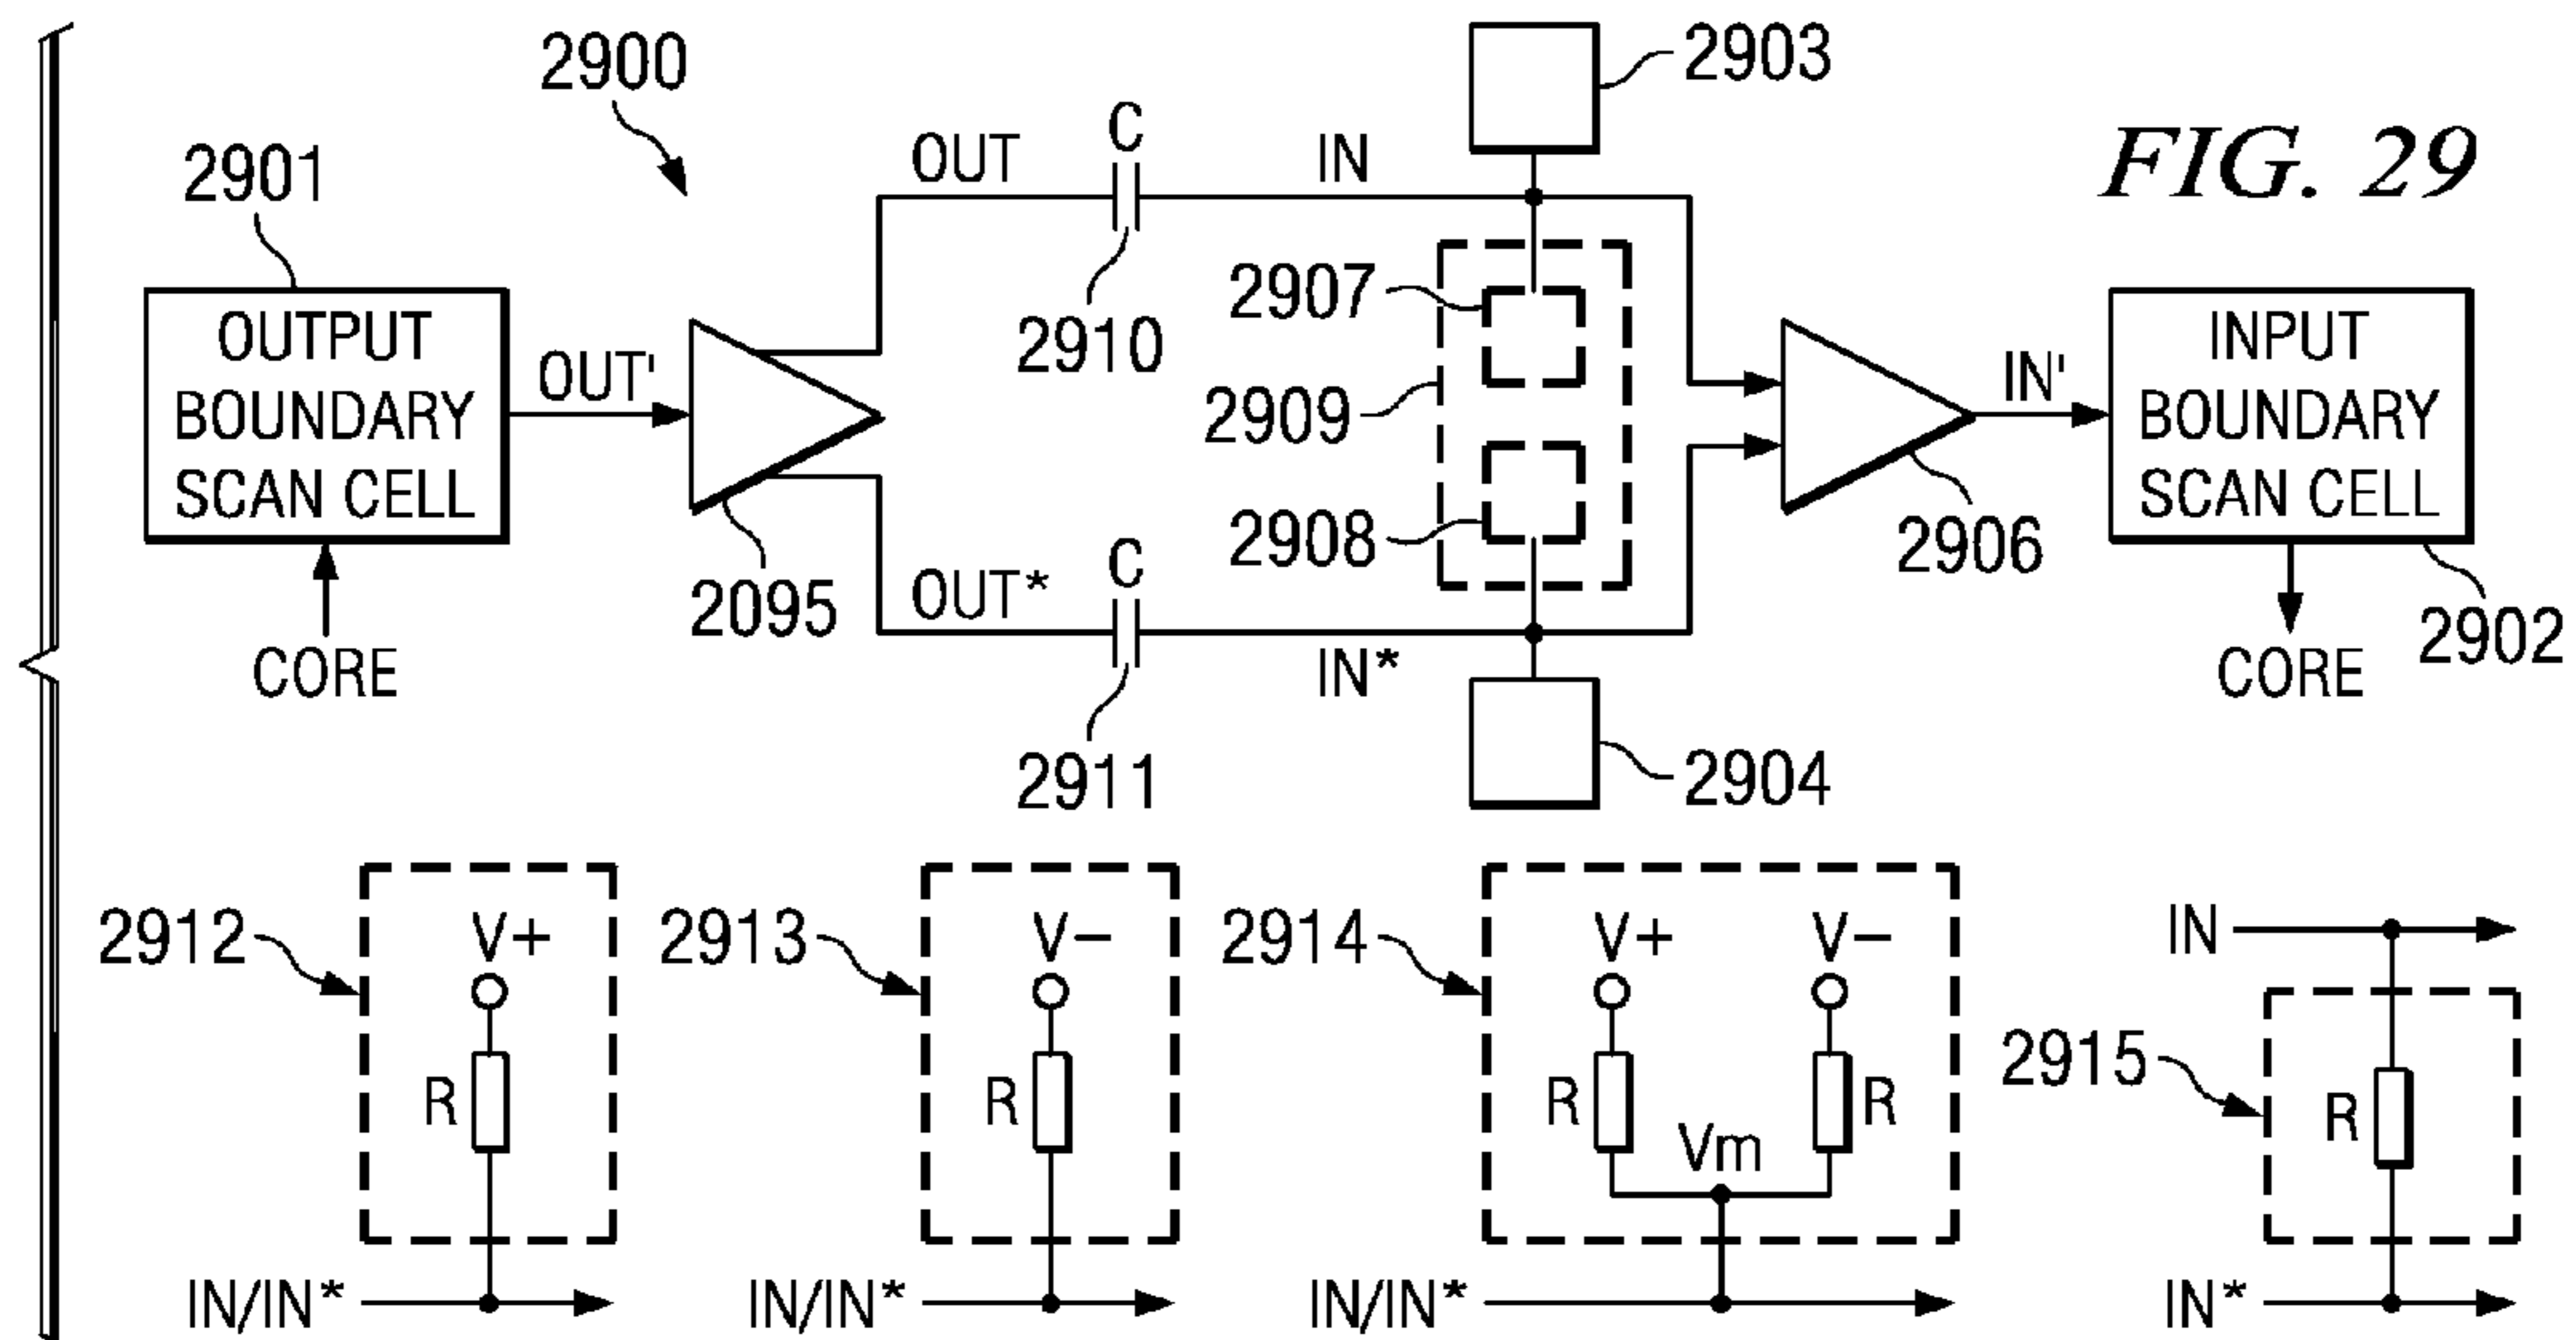 2900
2903
FIG. 29
2901
OUT
C
IN
OUTPUT
BOUNDARY
SCAN CELL
OUT'
2910
2907
2909
2908
IN'
INPUT
BOUNDARY
SCAN CELL
2906
2095
OUT*
C
IN*
CORE
2902
CORE
2911
2904
2912
V+
R
IN/IN*
2913
V−
R
IN/IN*
2914
V+
V−
R
R
Vm
IN/IN*
IN
2915
R
IN*